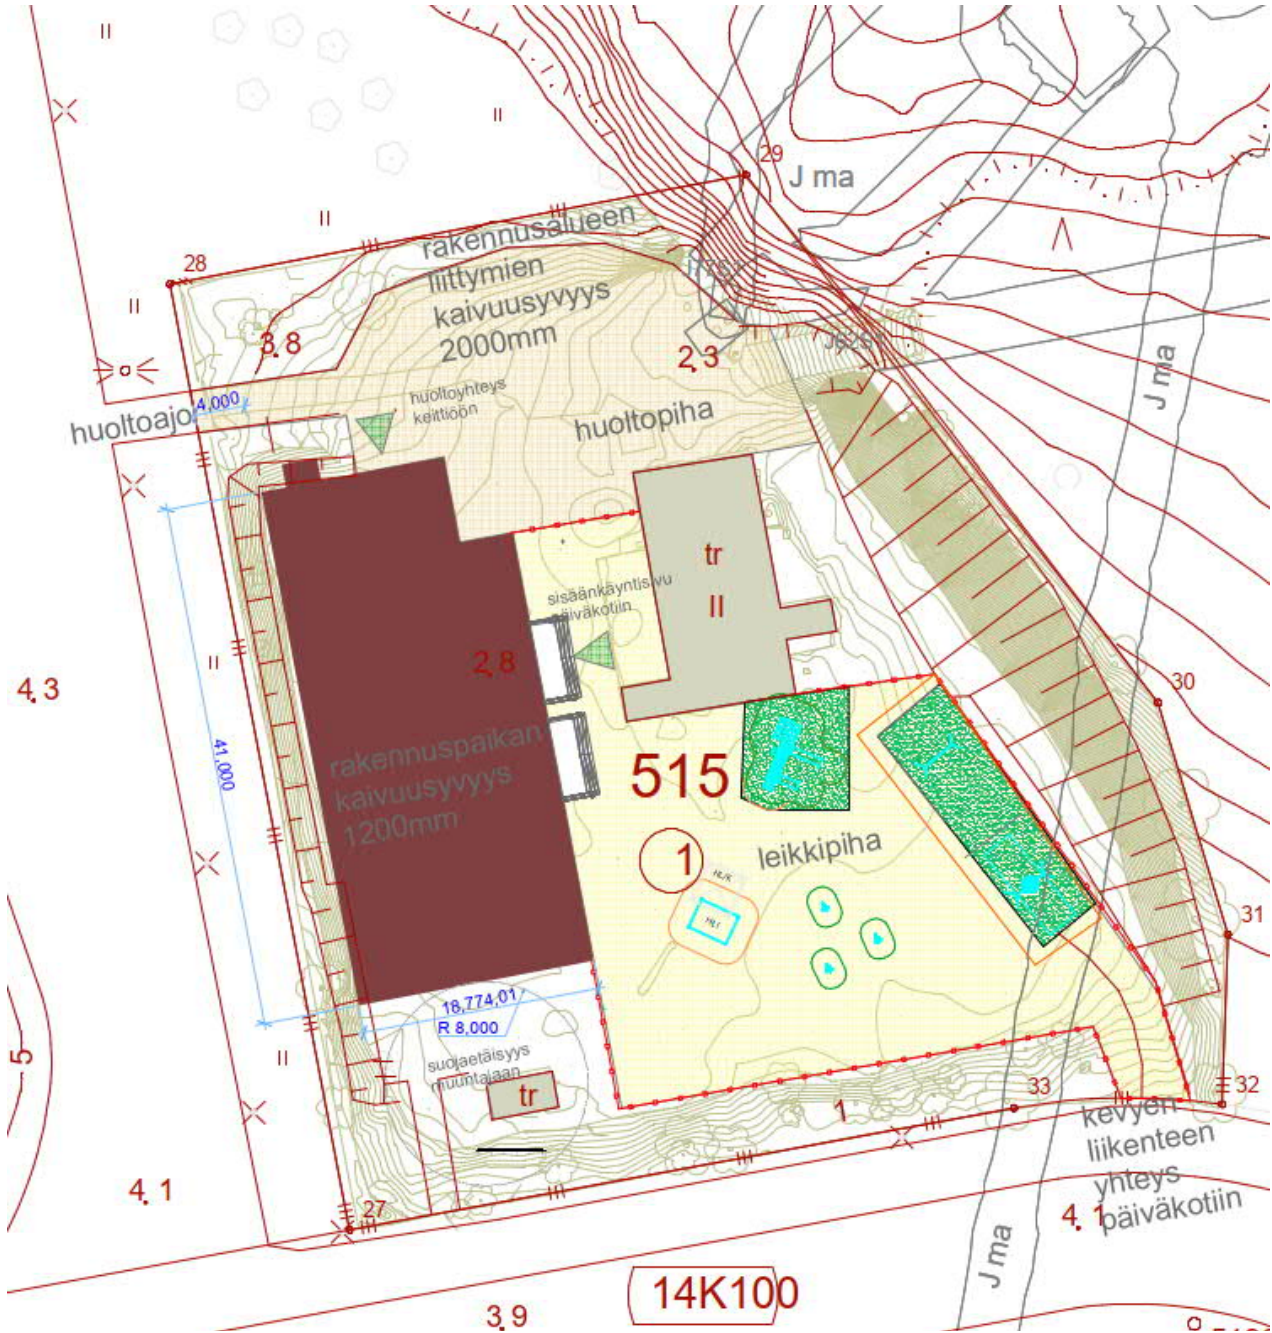 29
J ma
28
rakennusalueen
liittymien
kaivuusyvyys
2000mm
3,8
2,3
J ma
4,000
huoltoajo
huoltoyhteys
keittiöön
huoltopiha
tr
II
sisäänkäyntisivu
päiväkotiin
2,8
4,3
30
41,000
rakennuspaikan
kaivuusyvyys
1200mm
515
1
leikkipiha
HL/K
31
18,774,01
R 8,000
suojaetäisyys
muuntajaan
tr
5
1
33
32
kevyen
liikenteen
yhteys
päiväkotiin
4,1
27
4,1
J ma
14K100
3,9